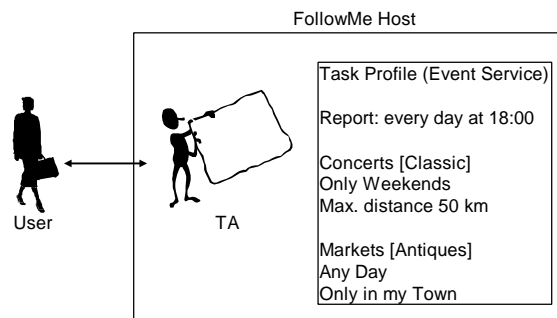 FollowMe Host
Task Profile (Event Service)
Report: every day at 18:00
Concerts [Classic]
Only Weekends
Max. distance 50 km
Markets [Antiques]
Any Day
Only in my Town
User
TA